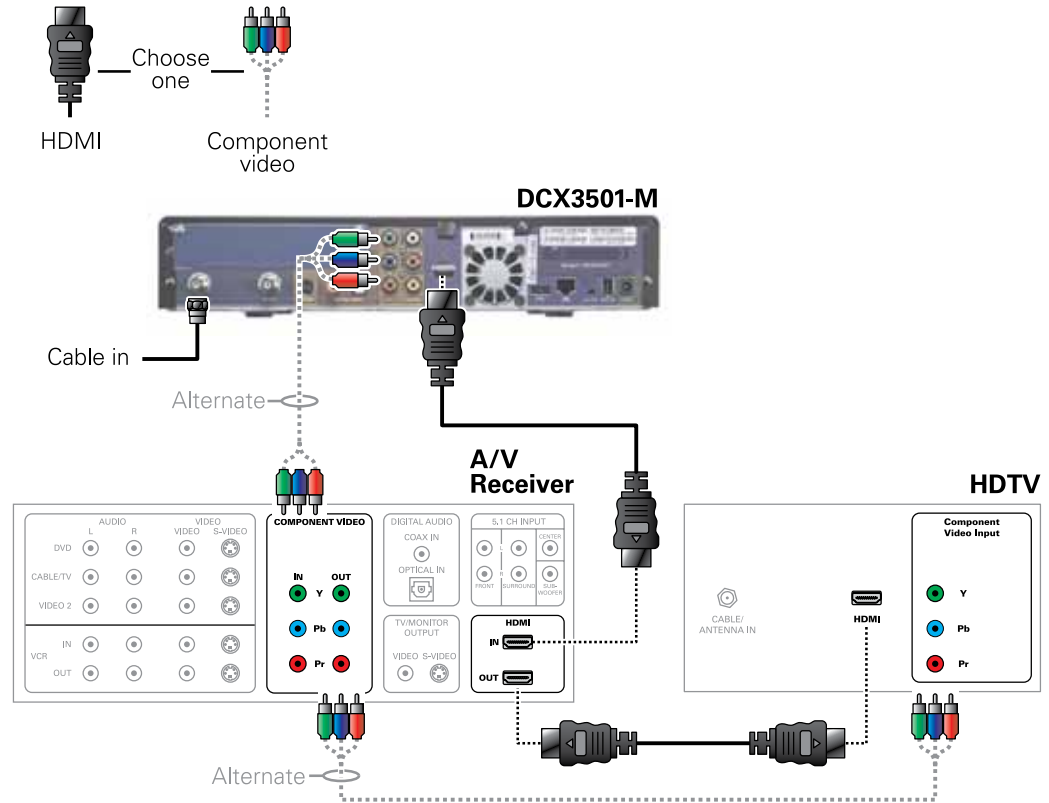 Choose
one
HDMI
Component
video
DCX3501-M
Cable in
Alternate
A/V
Receiver
HDTV
AUDIO
VIDEO
L R VIDEO S-VIDEO
DVD
CABLE/TV
VIDEO 2
VCR
IN
OUT
COMPONENT VIDEO
IN OUT
Y
Pb
Pr
DIGITAL AUDIO
COAX IN
OPTICAL IN
TV/MONITOR
OUTPUT
VIDEO S-VIDEO
5.1 CH INPUT
CENTER
L
R
FRONT SURROUND SUB-
WOOFER
HDMI
IN
OUT
CABLE/
ANTENNA IN
HDMI
Component
Video Input
Y
Pb
Pr
Alternate